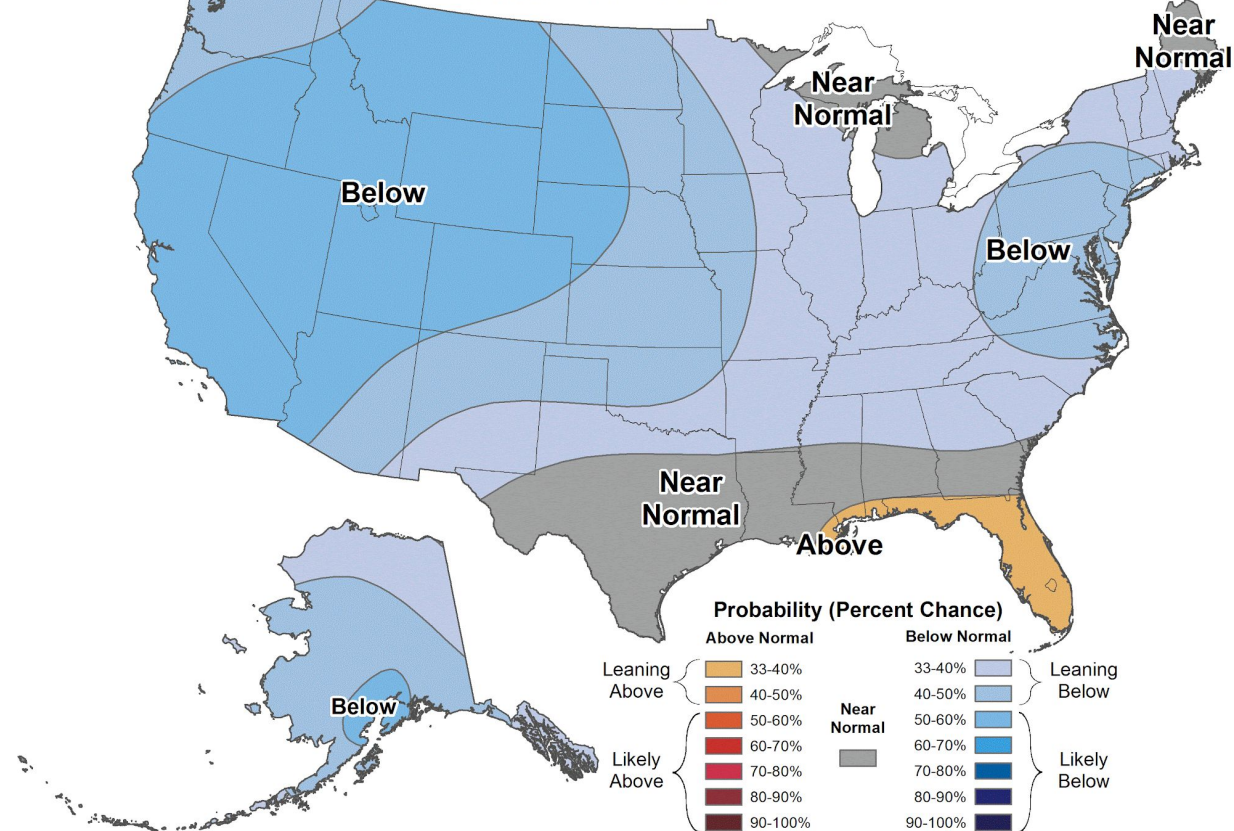 Near
Normal
Near
Normal
Below
Below
Near
Normal
Above
Below
Probability (Percent Chance)
Above Normal
Below Normal
Leaning
Above
33-40%
40-50%
Likely
Above
50-60%
60-70%
70-80%
80-90%
90-100%
Near
Normal
33-40%
40-50%
Leaning
Below
50-60%
60-70%
70-80%
80-90%
90-100%
Likely
Below